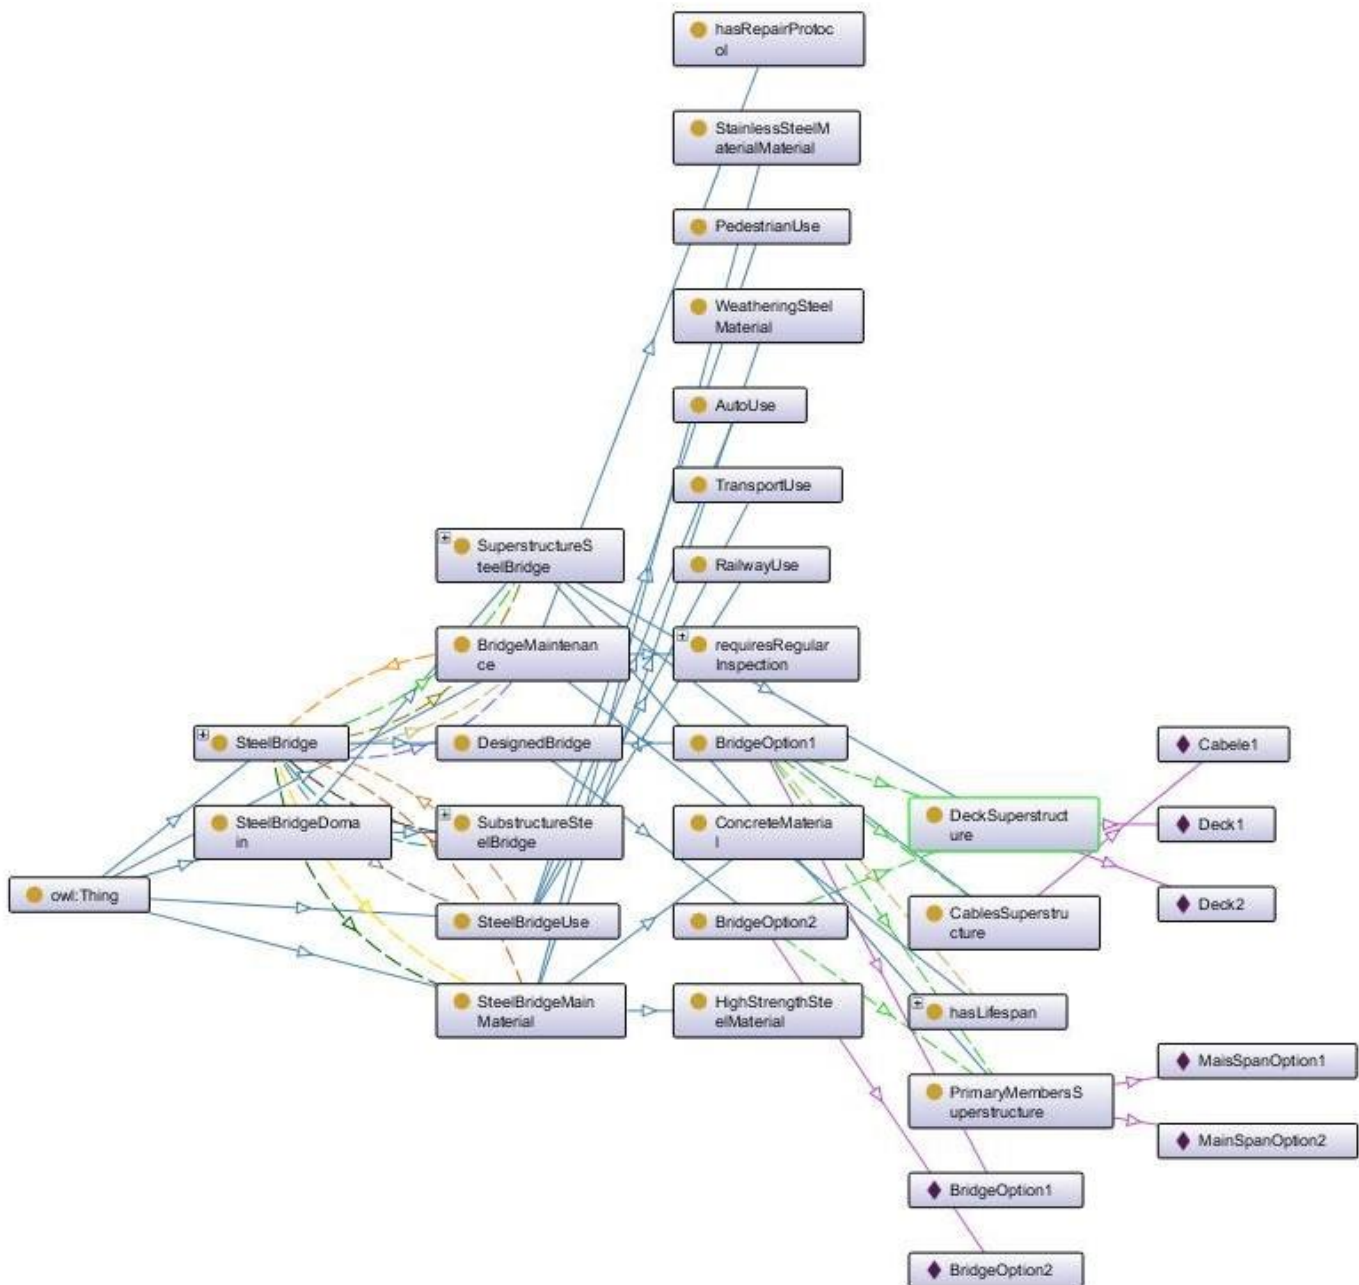 hasRepairProtoc
ol
StainlessSteelM
aterialMaterial
PedestrianUse
WeatheringSteel
Material
AutoUse
TransportUse
SuperstructureS
teelBridge
RailwayUse
BridgeMaintenan
ce
requiresRegular
Inspection
SteelBridge
DesignedBridge
BridgeOption1
Cabele1
SteelBridgeDoma
in
SubstructureSte
elBridge
ConcreteMateria
l
DeckSuperstruct
ure
Deck1
owl:Thing
SteelBridgeUse
BridgeOption2
CablesSuperstru
cture
Deck2
SteelBridgeMain
Material
HighStrengthSte
elMaterial
hasLifespan
MaisSpanOption1
PrimaryMembersS
uperstructure
MainSpanOption2
BridgeOption1
BridgeOption2